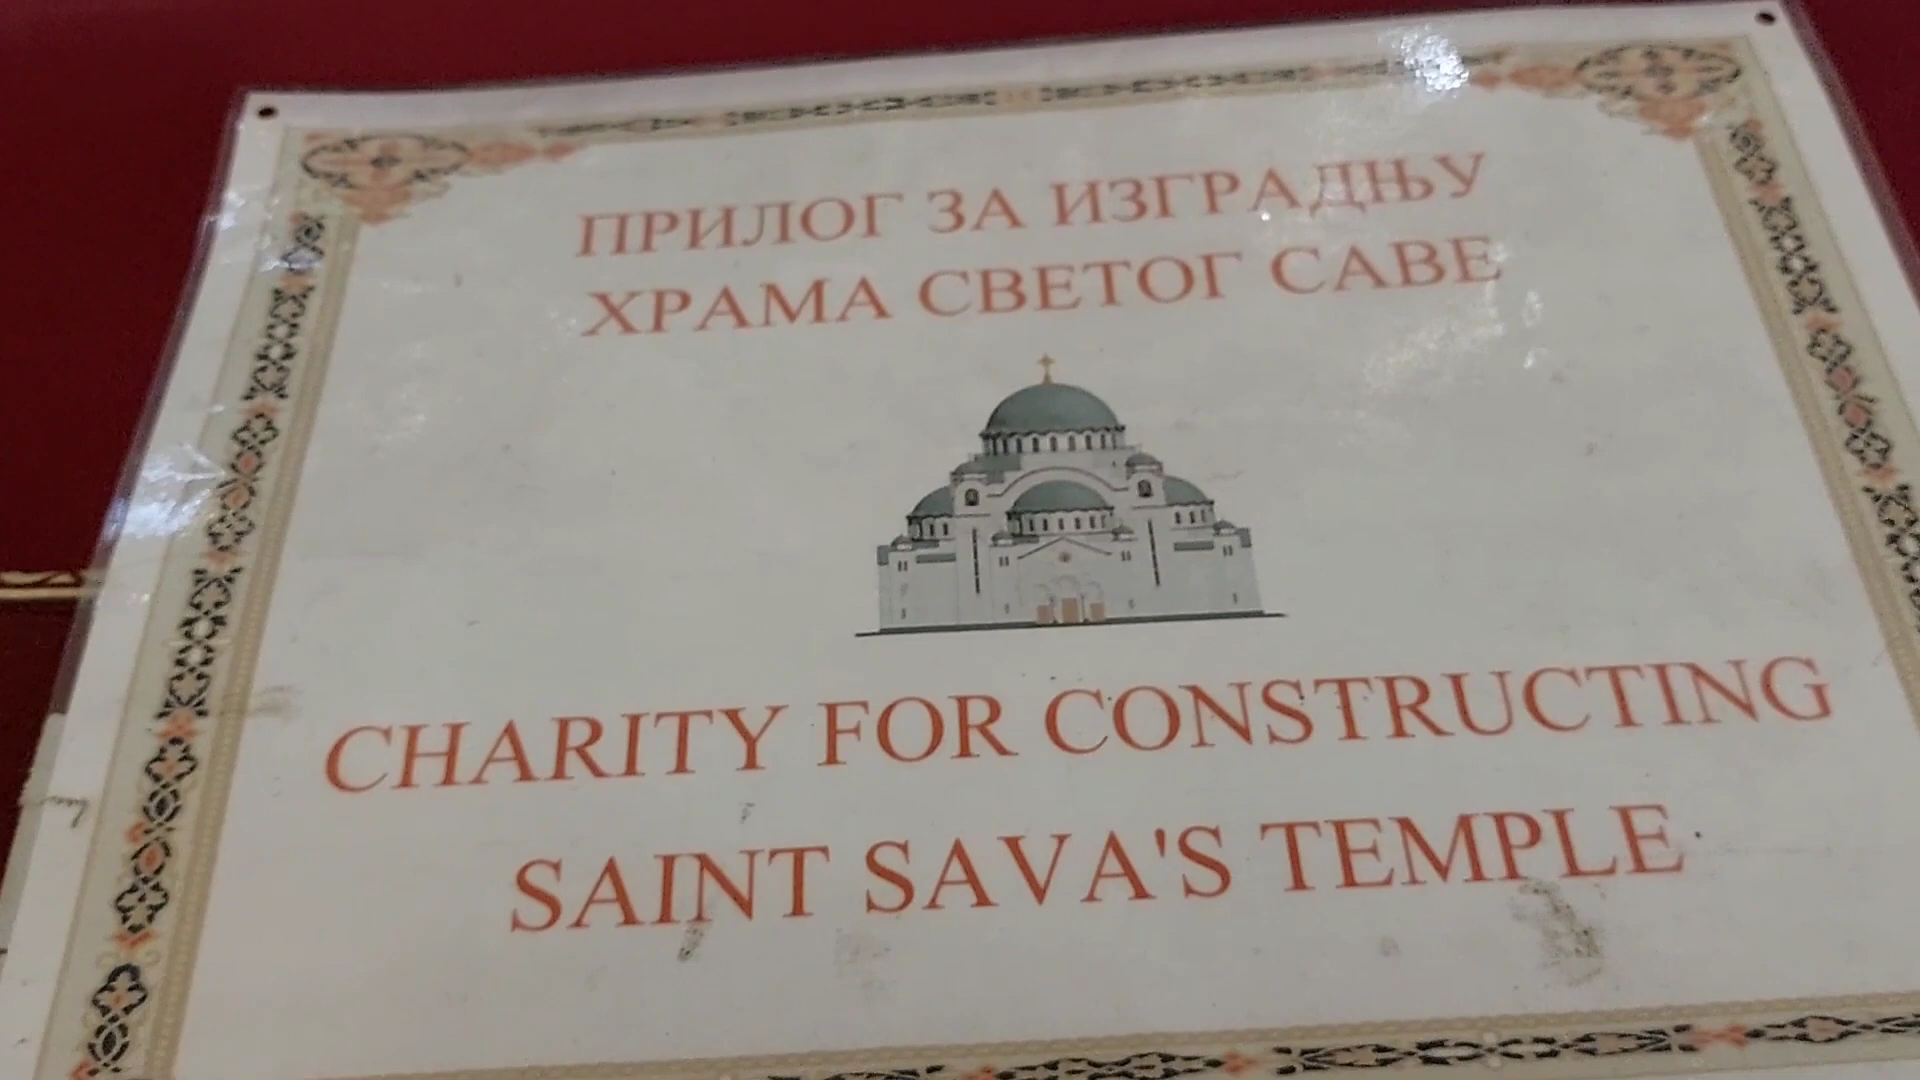 ПРИЛОГ ЗА ИЗГРАДЊУ
ХРАМА СВЕТОГ САВЕ
CHARITY FOR CONSTRUCTING
SAINT SAVA'S TEMPLE